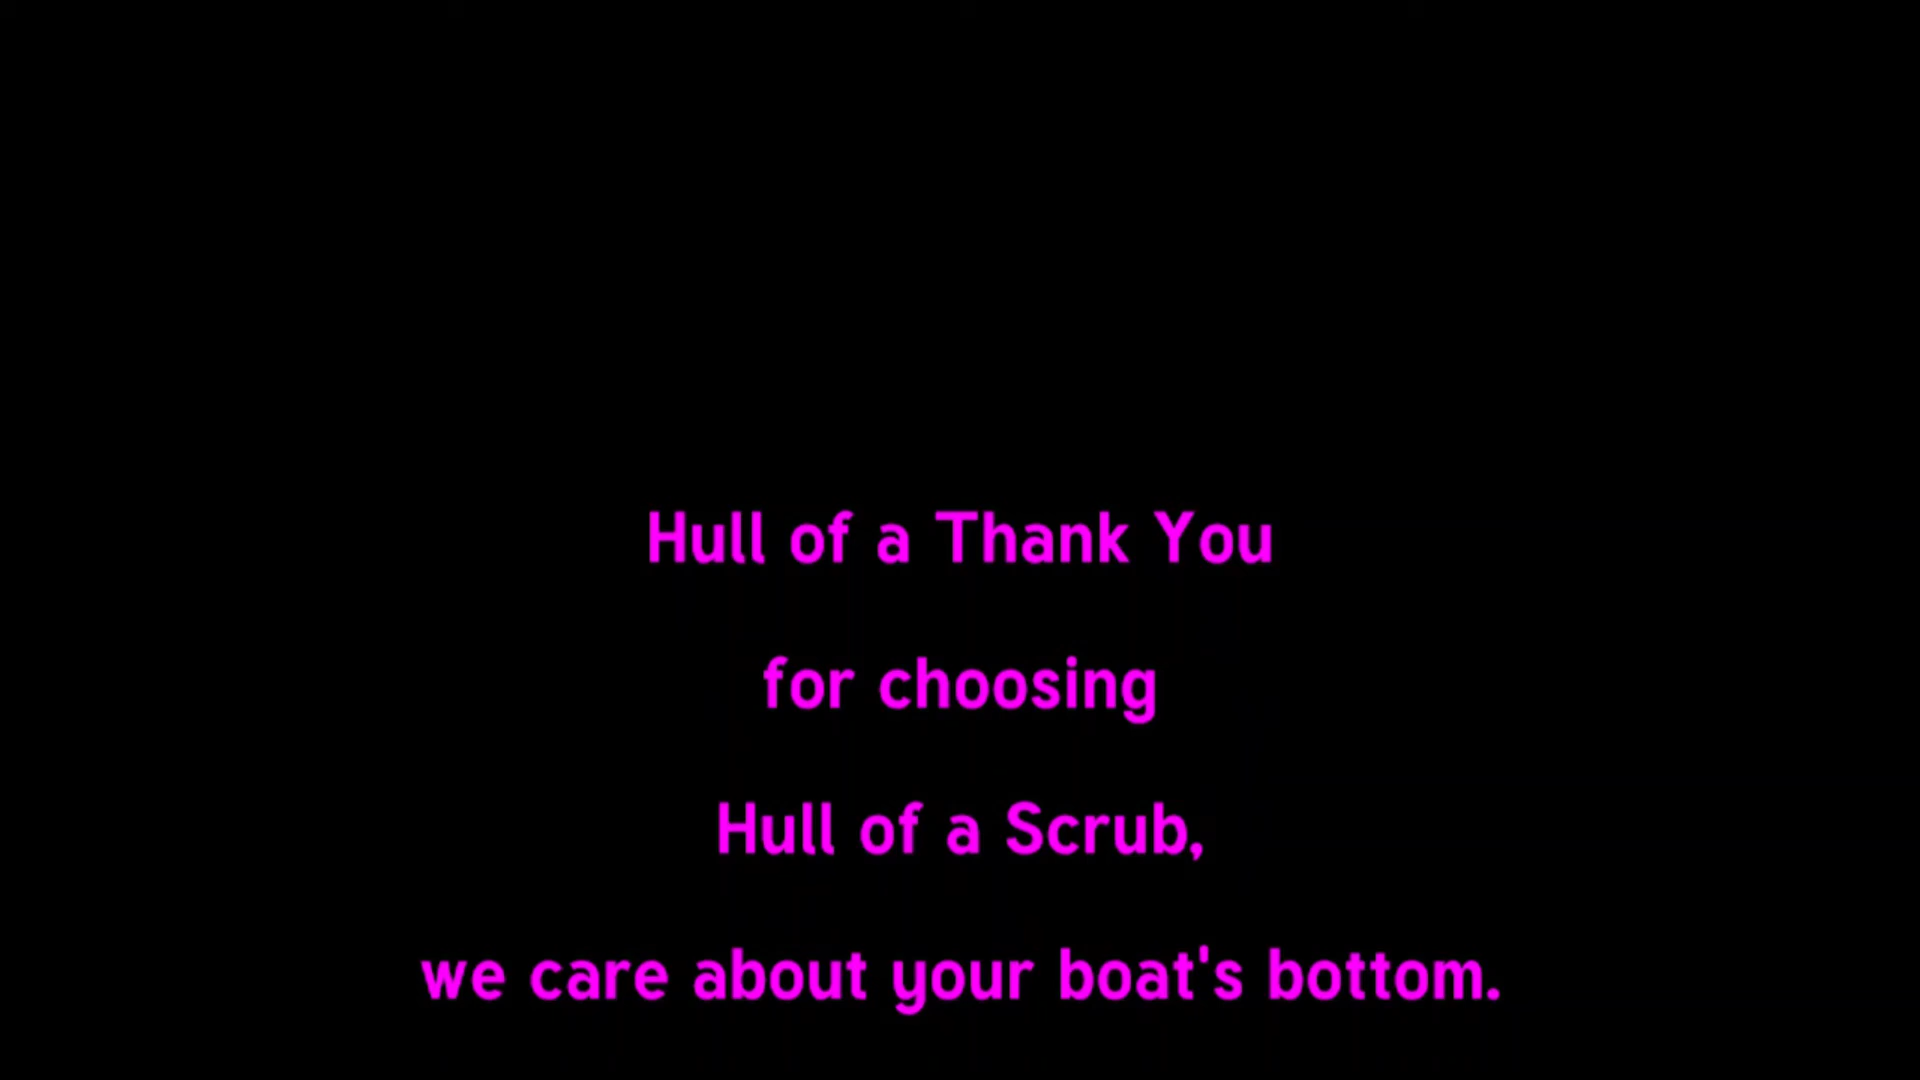 Hull of a Thank You
for choosing
Hull of a Scrub,
we care about your boat's bottom.